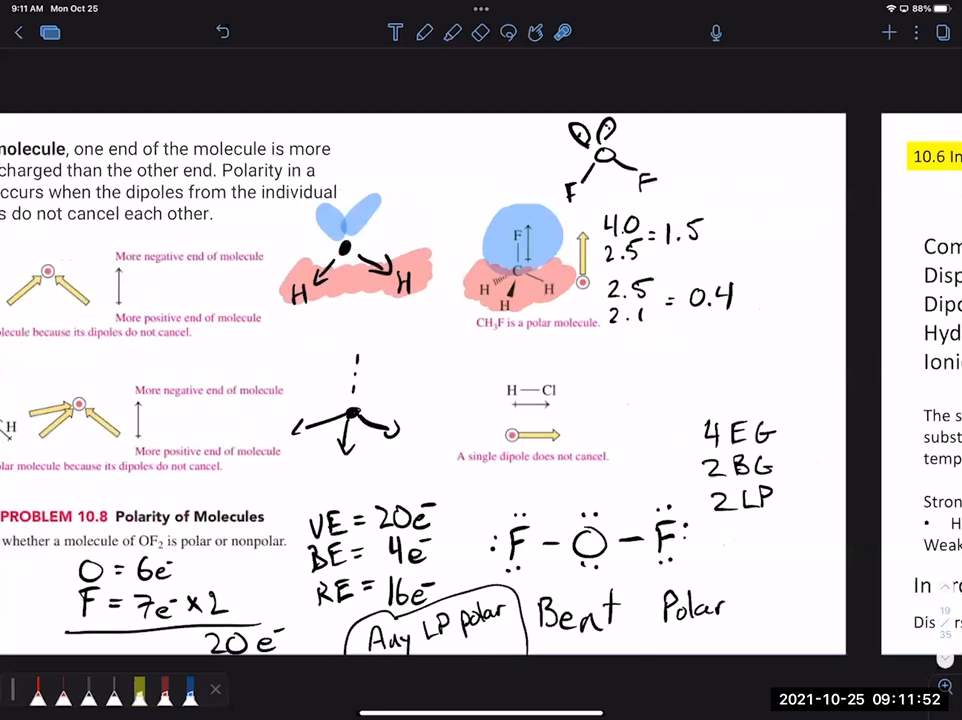 9:11 AM Mon Oct 25
88%
T
molecule, one end of the molecule is more
charged than the other end. Polarity in a
ccurs when the dipoles from the individual
s do not cancel each other.
More negative end of molecule
More positive end of molecule
olecule because its dipoles do not cancel.
H H
F
C
H H
H
CH₃F is a polar molecule.
O
F F
4.0
2.5 = 1.5
2.5
2.1 = 0.4
H
More negative end of molecule
More positive end of molecule
olar molecule because its dipoles do not cancel.
H—Cl
A single dipole does not cancel.
4 EG
2 BG
2 LP
PROBLEM 10.8 Polarity of Molecules
whether a molecule of OF₂ is polar or nonpolar.
O = 6e⁻
F = 7e⁻ × 2
20 e⁻
VE = 20e⁻
BE = 4e⁻
RE = 16e⁻
:F – O – F:
Any LP polar
Bent Polar
10.6 In
Com
Disp
Dipo
Hyd
Ioni
The s
subst
temp
Stron
• H
Weak
In ord
Dis
rs
19
35
2021-10-25 09:11:52